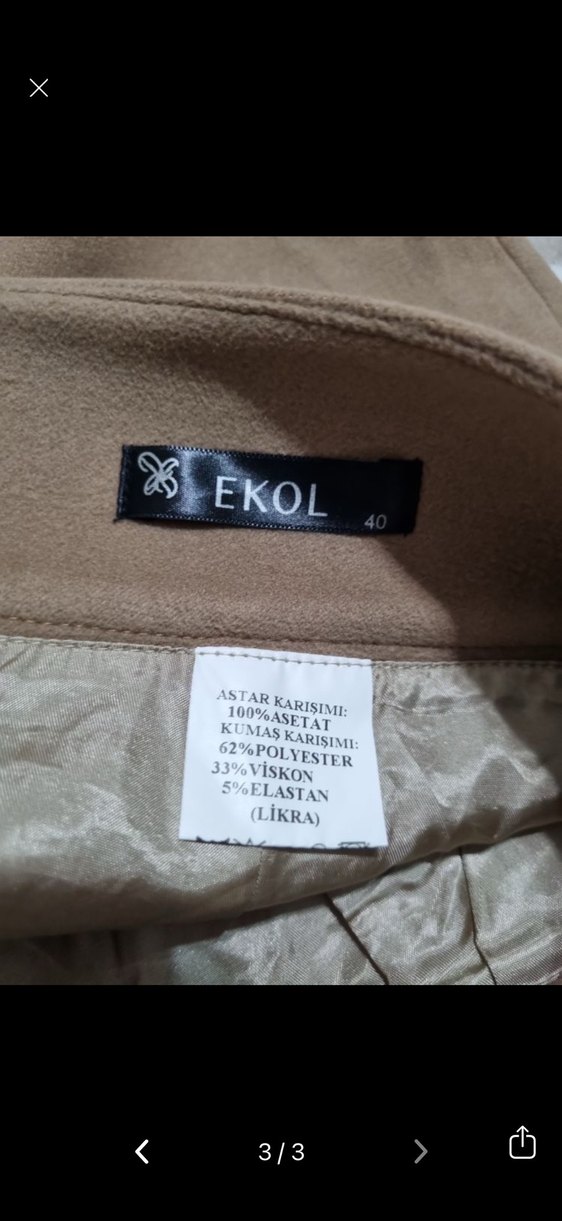 EKOL
40
ASTAR KARIŞIMI:
100%ASETAT
KUMAŞ KARIŞIMI:
62%POLYESTER
33%VİSKON
5%ELASTAN
(LİKRA)
3/3